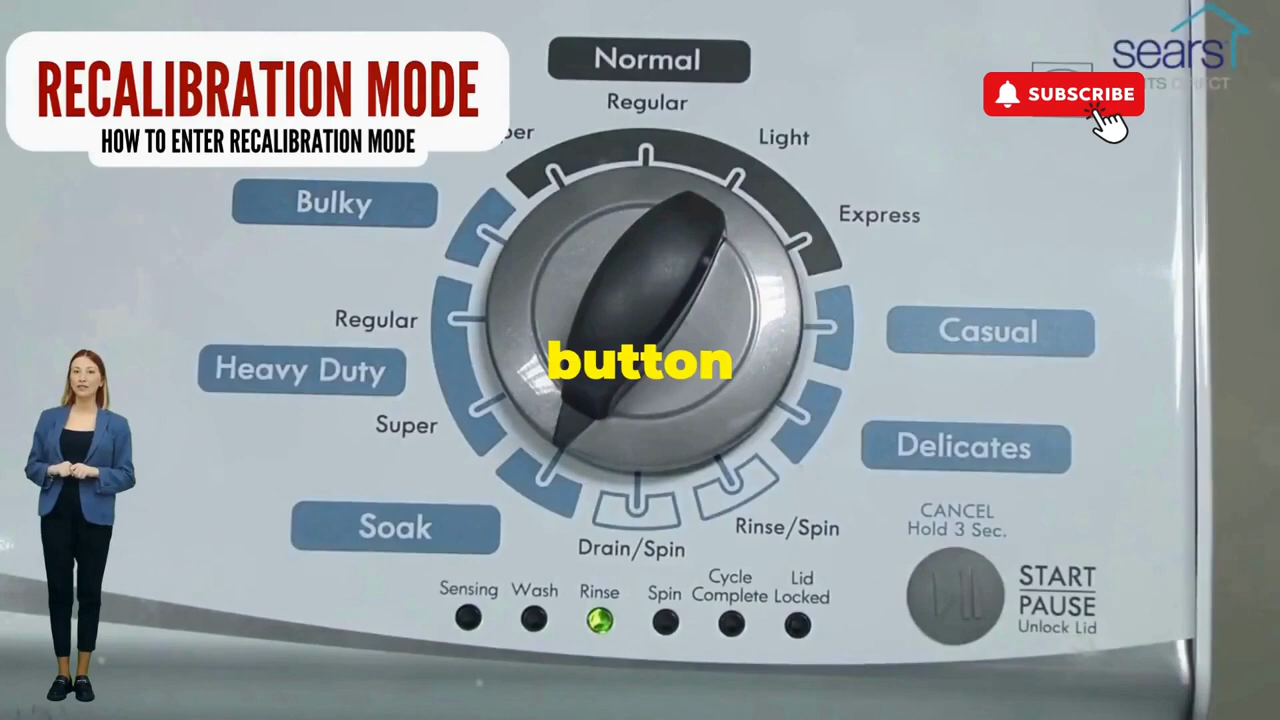 RECALIBRATION MODE
HOW TO ENTER RECALIBRATION MODE
sears
DIRECT
SUBSCRIBE
Normal
Regular
Light
Express
Bulky
Regular
Heavy Duty
Super
button
Casual
Delicates
Soak
Rinse/Spin
Drain/Spin
CANCEL
Hold 3 Sec.
START
PAUSE
Unlock Lid
Sensing
Wash
Rinse
Spin
Cycle
Complete
Lid
Locked